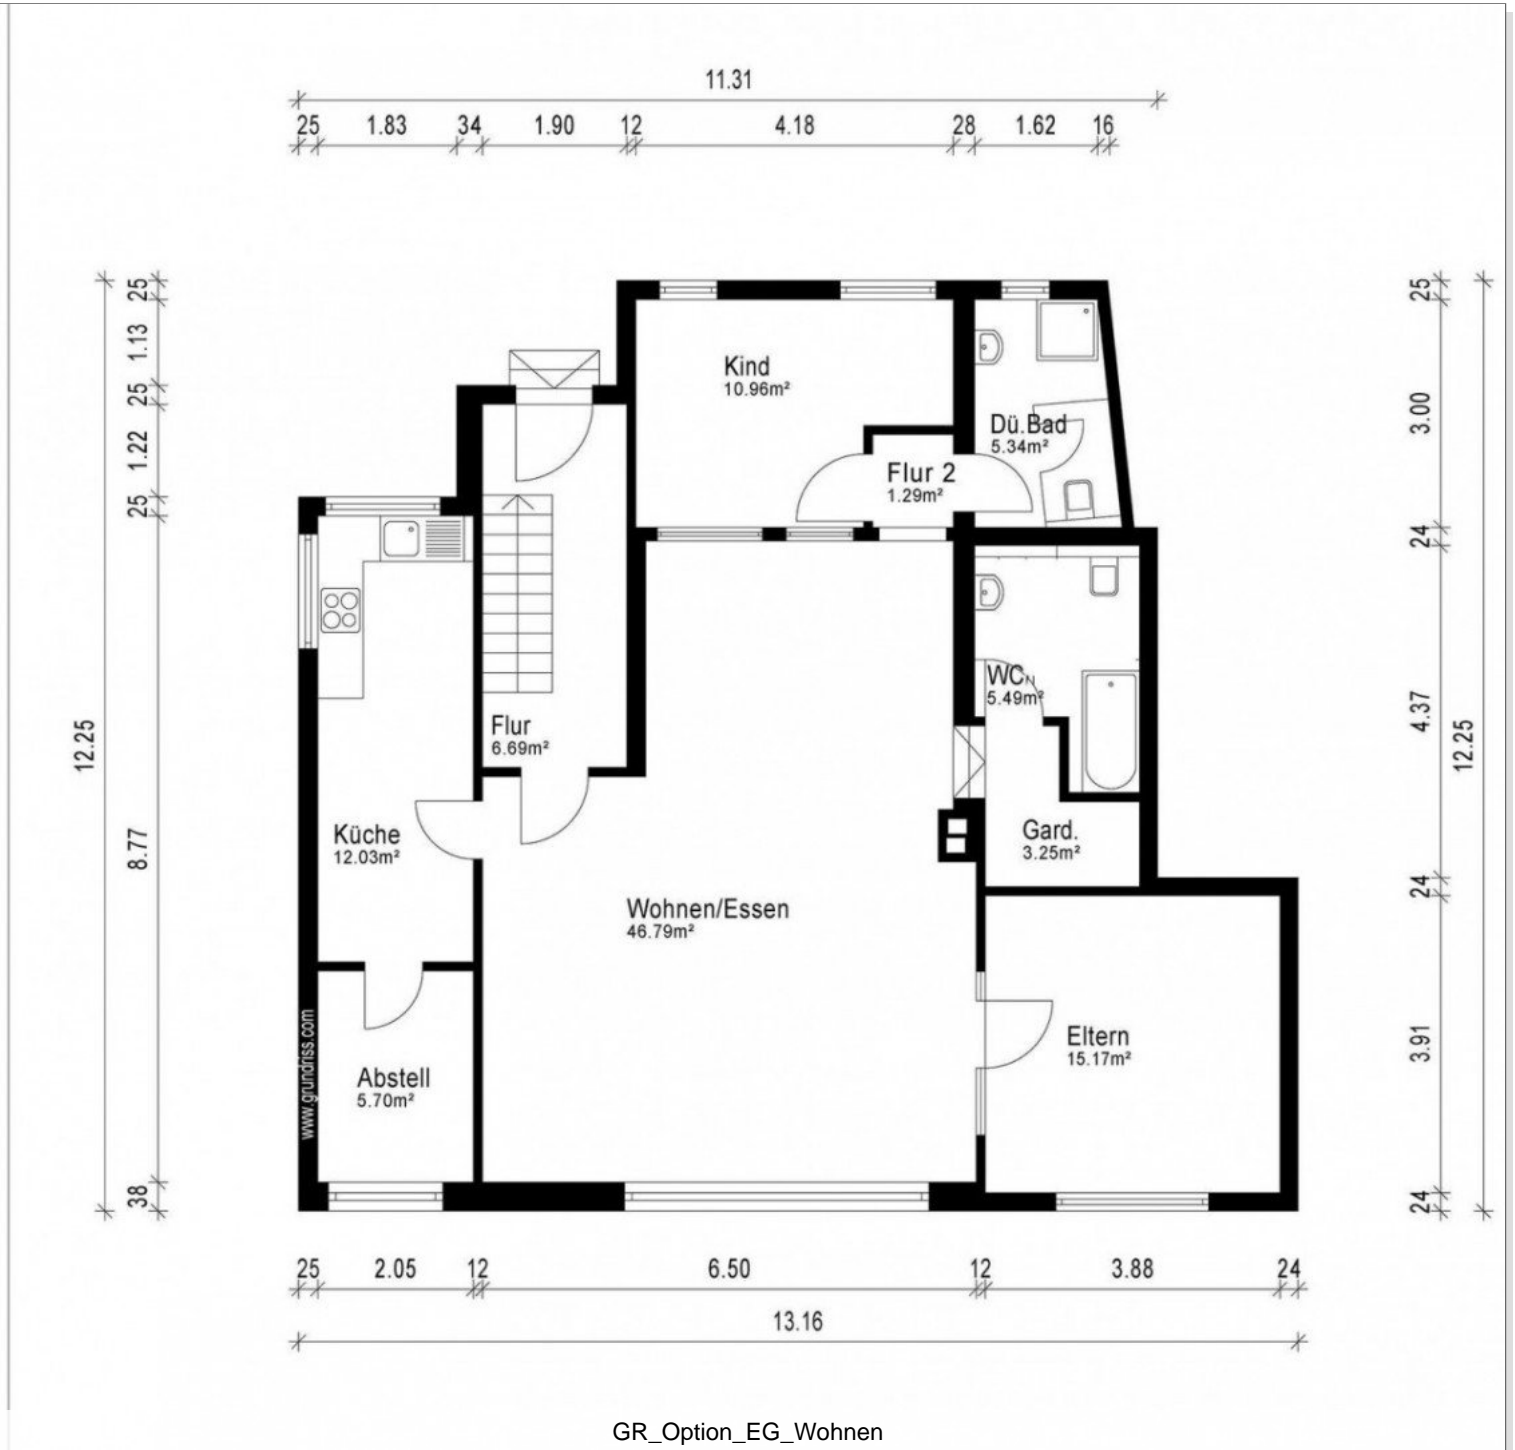 11.31
25 1.83 34 1.90 12 4.18 28 1.62 16
25
1.13
25
1.22
25
8.77
38
12.25
25
3.00
24
4.37
24
3.91
24
12.25
Kind
10.96m²
Dü.Bad
5.34m²
Flur 2
1.29m²
WC
N
5.49m²
Flur
6.69m²
Küche
12.03m²
Gard.
3.25m²
Wohnen/Essen
46.79m²
Eltern
15.17m²
Abstell
5.70m²
www.grundriss.com
25 2.05 12 6.50 12 3.88 24
13.16
GR_Option_EG_Wohnen